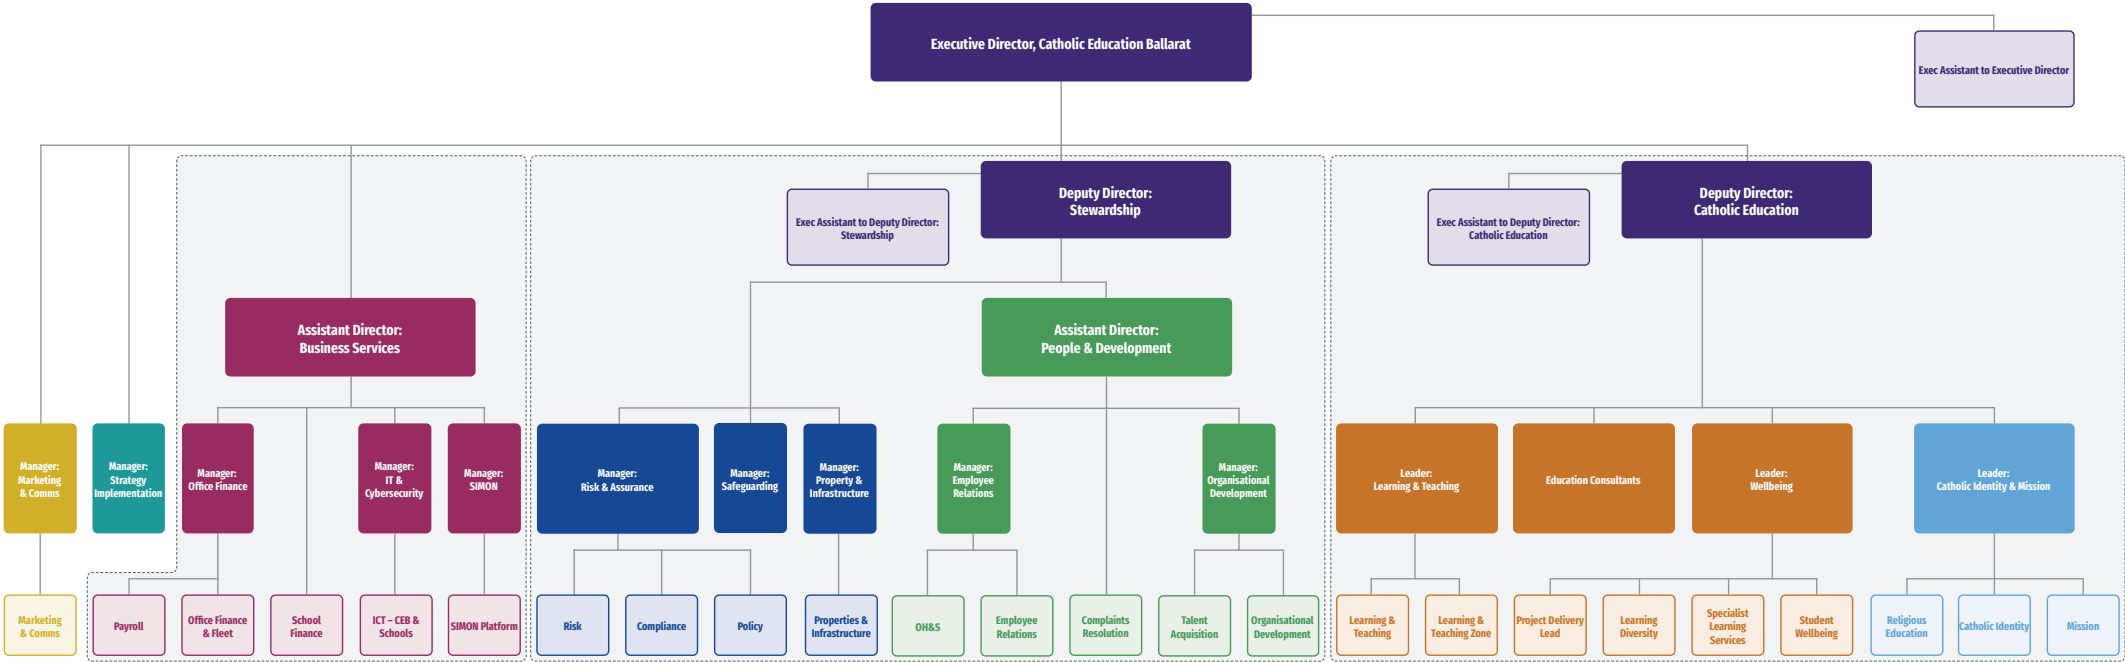 Executive Director, Catholic Education Ballarat
Exec Assistant to Executive Director
Deputy Director:
Stewardship
Exec Assistant to Deputy Director:
Stewardship
Deputy Director:
Catholic Education
Exec Assistant to Deputy Director:
Catholic Education
Assistant Director:
Business Services
Assistant Director:
People & Development
Manager:
Marketing
& Comms
Manager:
Strategy
Implementation
Manager:
Office Finance
Manager:
IT &
Cybersecurity
Manager:
SIMON
Manager:
Risk & Assurance
Manager:
Safeguarding
Manager:
Property &
Infrastructure
Manager:
Employee
Relations
Manager:
Organisational
Development
Leader:
Learning & Teaching
Education Consultants
Leader:
Wellbeing
Leader:
Catholic Identity & Mission
Marketing
& Comms
Payroll
Office Finance
& Fleet
School
Finance
ICT – CEB &
Schools
SIMON Platform
Risk
Compliance
Policy
Properties &
Infrastructure
OH&S
Employee
Relations
Complaints
Resolution
Talent
Acquisition
Organisational
Development
Learning &
Teaching
Learning &
Teaching Zone
Project Delivery
Lead
Learning
Diversity
Specialist
Learning
Services
Student
Wellbeing
Religious
Education
Catholic Identity
Mission